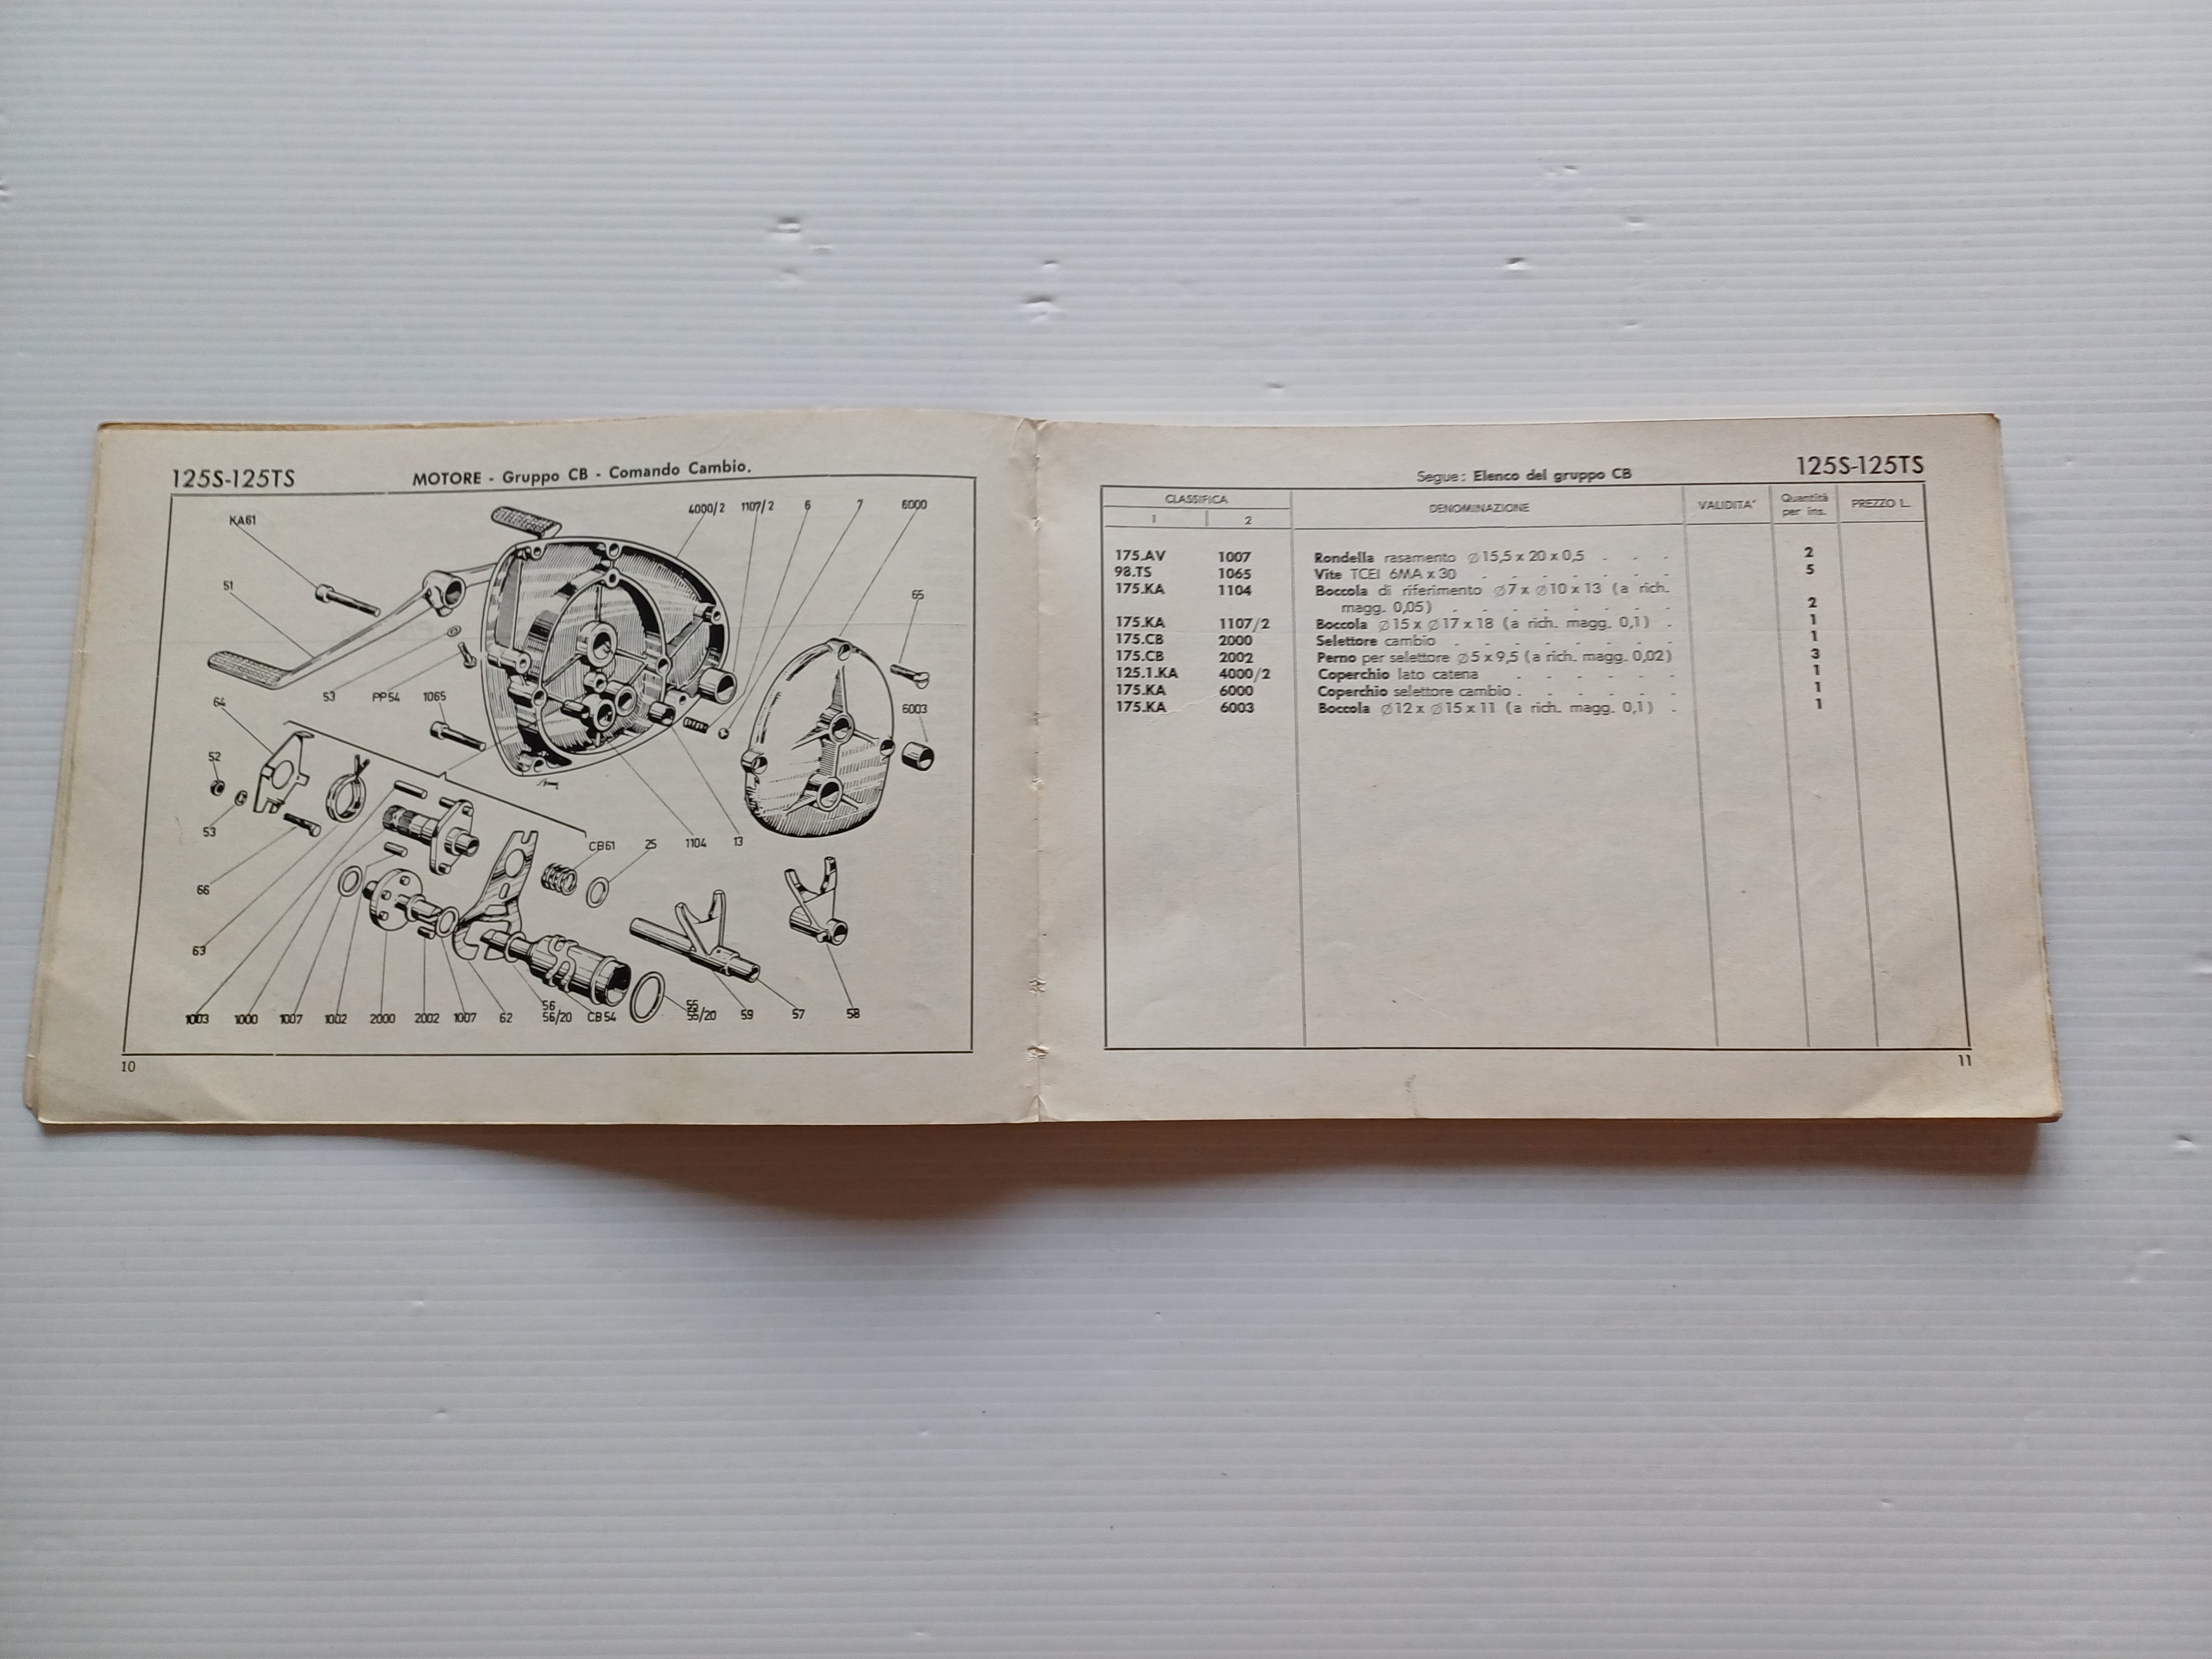 125S-125TS
MOTORE - Gruppo CB - Comando Cambio.
KA61
4000/2 1107/2 6 7 6000
51
65
53 PP54 1065
64
6003
52
53
CB61 25 1104 13
66
63
1003 1000 1007 1002 2000 2002 1007 62 56 CB54 55 59 57 58
56/20 55/20
10
Segue: Elenco del gruppo CB
125S-125TS
CLASSIFICA DENOMINAZIONE VALIDITA' Quantità PREZZO L.
1 2 per ins.
175.AV 1007 Rondella rasamento ∅ 15,5 x 20 x 0,5 . . . 2
98.TS 1065 Vite TCEI 6MA x 30 . . . . . . . 5
175.KA 1104 Boccola di riferimento ∅ 7 x ∅ 10 x 13 (a rich.
magg. 0,05) . . . . . . . . 2
175.KA 1107/2 Boccola ∅ 15 x ∅ 17 x 18 (a rich. magg. 0,1) . 1
175.CB 2000 Selettore cambio . . . . . . . . 1
175.CB 2002 Perno per selettore ∅ 5 x 9,5 (a rich. magg. 0,02) 3
125.1.KA 4000/2 Coperchio lato catena . . . . . . 1
175.KA 6000 Coperchio selettore cambio . . . . . . 1
175.KA 6003 Boccola ∅ 12 x ∅ 15 x 11 (a rich. magg. 0,1) . 1
11